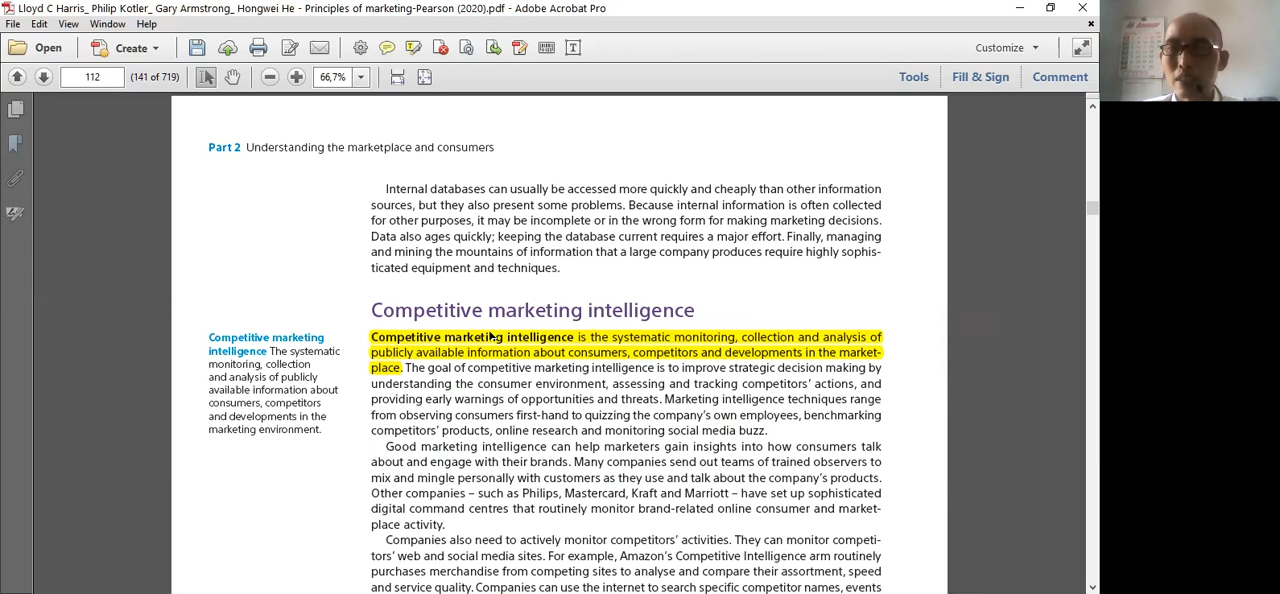 Lloyd C Harris_ Philip Kotler_ Gary Armstrong_ Hongwei He - Principles of marketing-Pearson (2020).pdf - Adobe Acrobat Pro
File Edit View Window Help
Open Create Customize
112 (141 of 719) 66,7% Tools Fill & Sign Comment
Part 2 Understanding the marketplace and consumers
Internal databases can usually be accessed more quickly and cheaply than other information
sources, but they also present some problems. Because internal information is often collected
for other purposes, it may be incomplete or in the wrong form for making marketing decisions.
Data also ages quickly; keeping the database current requires a major effort. Finally, managing
and mining the mountains of information that a large company produces require highly sophis-
ticated equipment and techniques.
Competitive marketing intelligence
Competitive marketing
intelligence The systematic
monitoring, collection
and analysis of publicly
available information about
consumers, competitors
and developments in the
marketing environment.
Competitive marketing intelligence is the systematic monitoring, collection and analysis of
publicly available information about consumers, competitors and developments in the market-
place. The goal of competitive marketing intelligence is to improve strategic decision making by
understanding the consumer environment, assessing and tracking competitors' actions, and
providing early warnings of opportunities and threats. Marketing intelligence techniques range
from observing consumers first-hand to quizzing the company's own employees, benchmarking
competitors' products, online research and monitoring social media buzz.
Good marketing intelligence can help marketers gain insights into how consumers talk
about and engage with their brands. Many companies send out teams of trained observers to
mix and mingle personally with customers as they use and talk about the company's products.
Other companies – such as Philips, Mastercard, Kraft and Marriott – have set up sophisticated
digital command centres that routinely monitor brand-related online consumer and market-
place activity.
Companies also need to actively monitor competitors' activities. They can monitor competi-
tors' web and social media sites. For example, Amazon's Competitive Intelligence arm routinely
purchases merchandise from competing sites to analyse and compare their assortment, speed
and service quality. Companies can use the internet to search specific competitor names, events